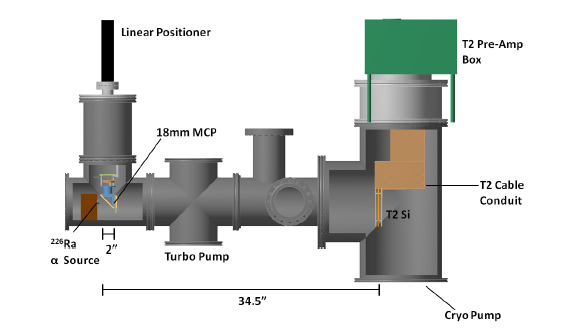 Linear Positioner
T2 Pre-Amp
Box
18mm MCP
T2 Cable
Conduit
T2 Si
226Ra
α Source
2”
Turbo Pump
34.5”
Cryo Pump